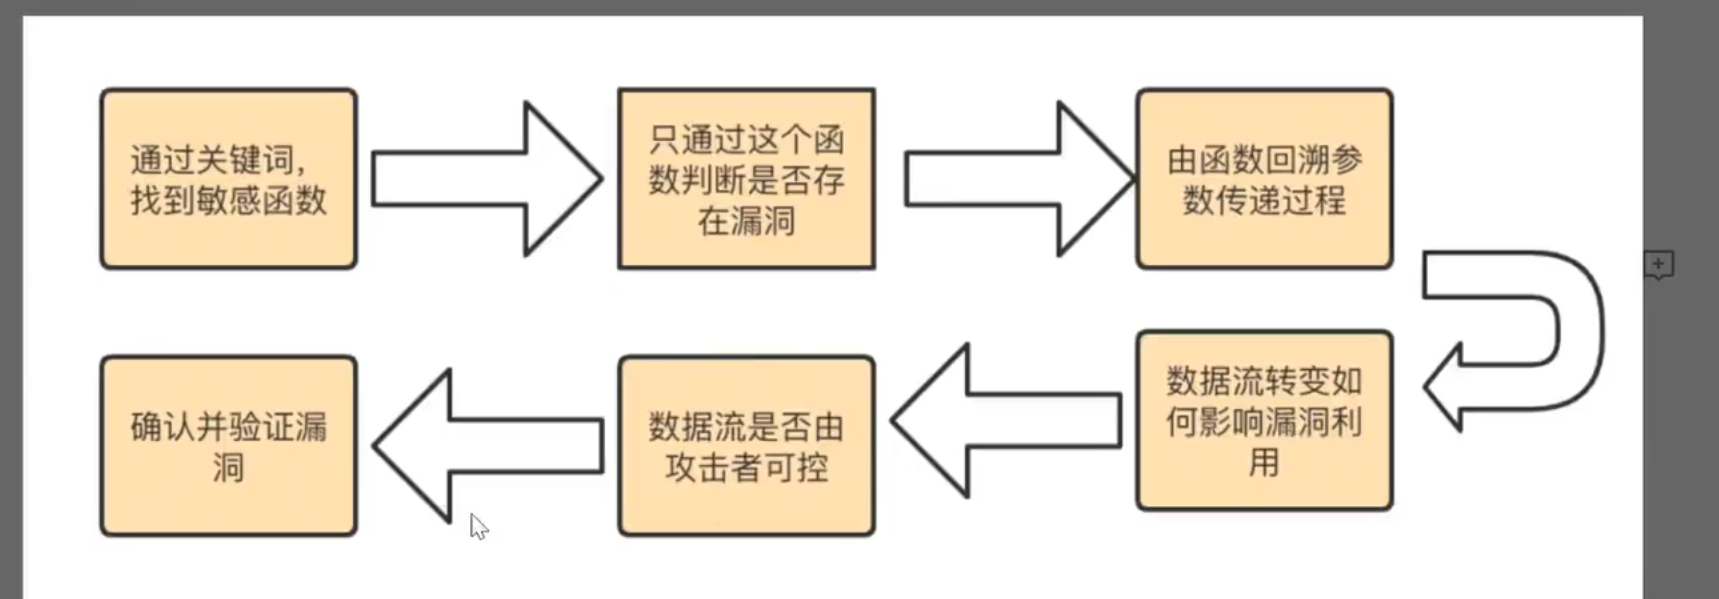 通过关键词，
找到敏感函数
只通过这个函
数判断是否存
在漏洞
由函数回溯参
数传递过程
数据流转变如
何影响漏洞利
用
数据流是否由
攻击者可控
确认并验证漏
洞